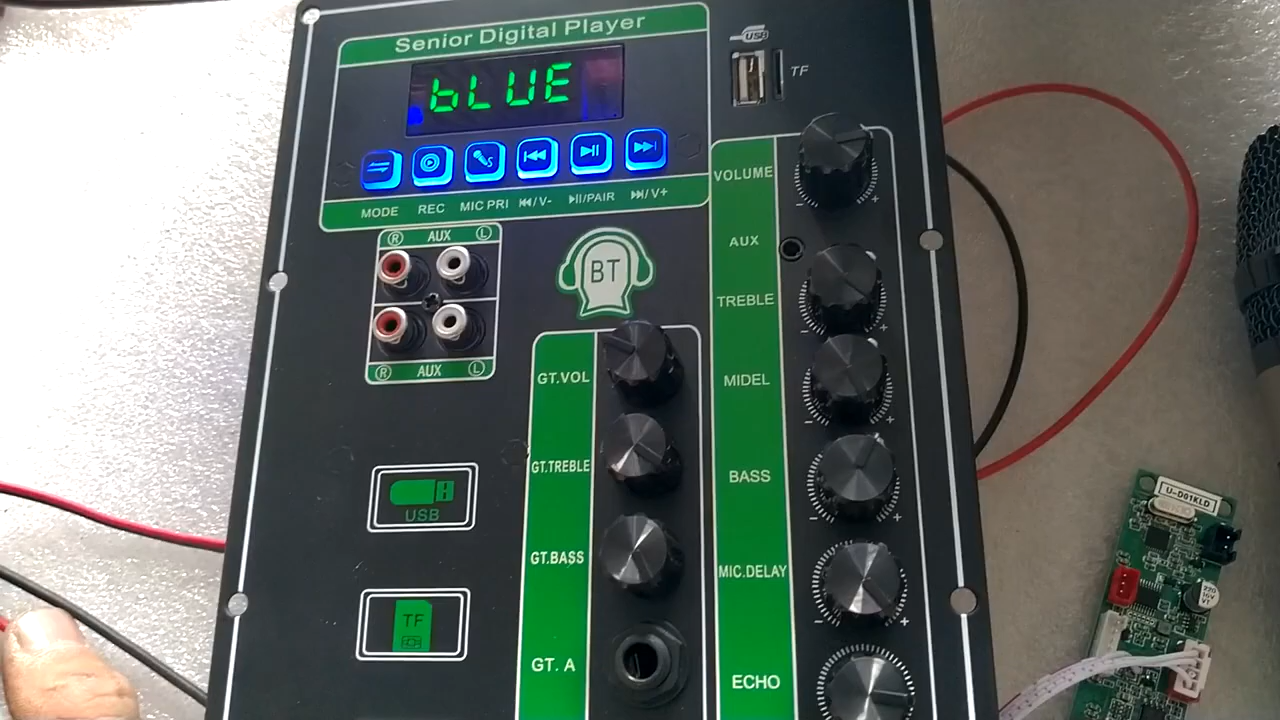 Senior Digital Player
bLUE
MODE REC MIC PRI V- /PAIR /V+
USB
TF
R AUX L
R AUX L
BT
VOLUME
AUX
TREBLE
MIDEL
BASS
MIC.DELAY
ECHO
GT.VOL
GT.TREBLE
GT.BASS
GT. A
USB
TF
U-D01KLD